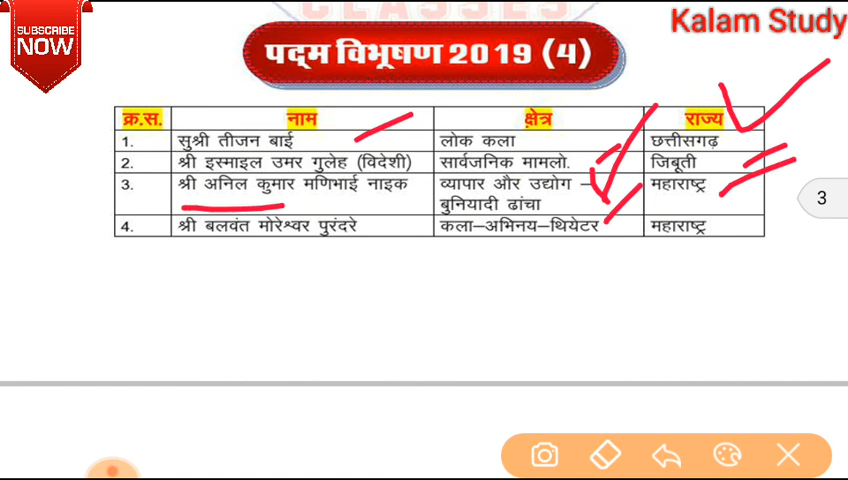 CLASSES
SUBSCRIBE
NOW
Kalam Study
पद्म विभूषण 2019 (4)
क्र.स. नाम क्षेत्र राज्य
1. सुश्री तीजन बाई लोक कला छत्तीसगढ़
2. श्री इस्माइल उमर गुलेह (विदेशी) सार्वजनिक मामलो. जिबूती
3. श्री अनिल कुमार मणिभाई नाइक व्यापार और उद्योग – महाराष्ट्र
बुनियादी ढांचा
4. श्री बलवंत मोरेश्वर पुरंदरे कला–अभिनय–थियेटर महाराष्ट्र
3